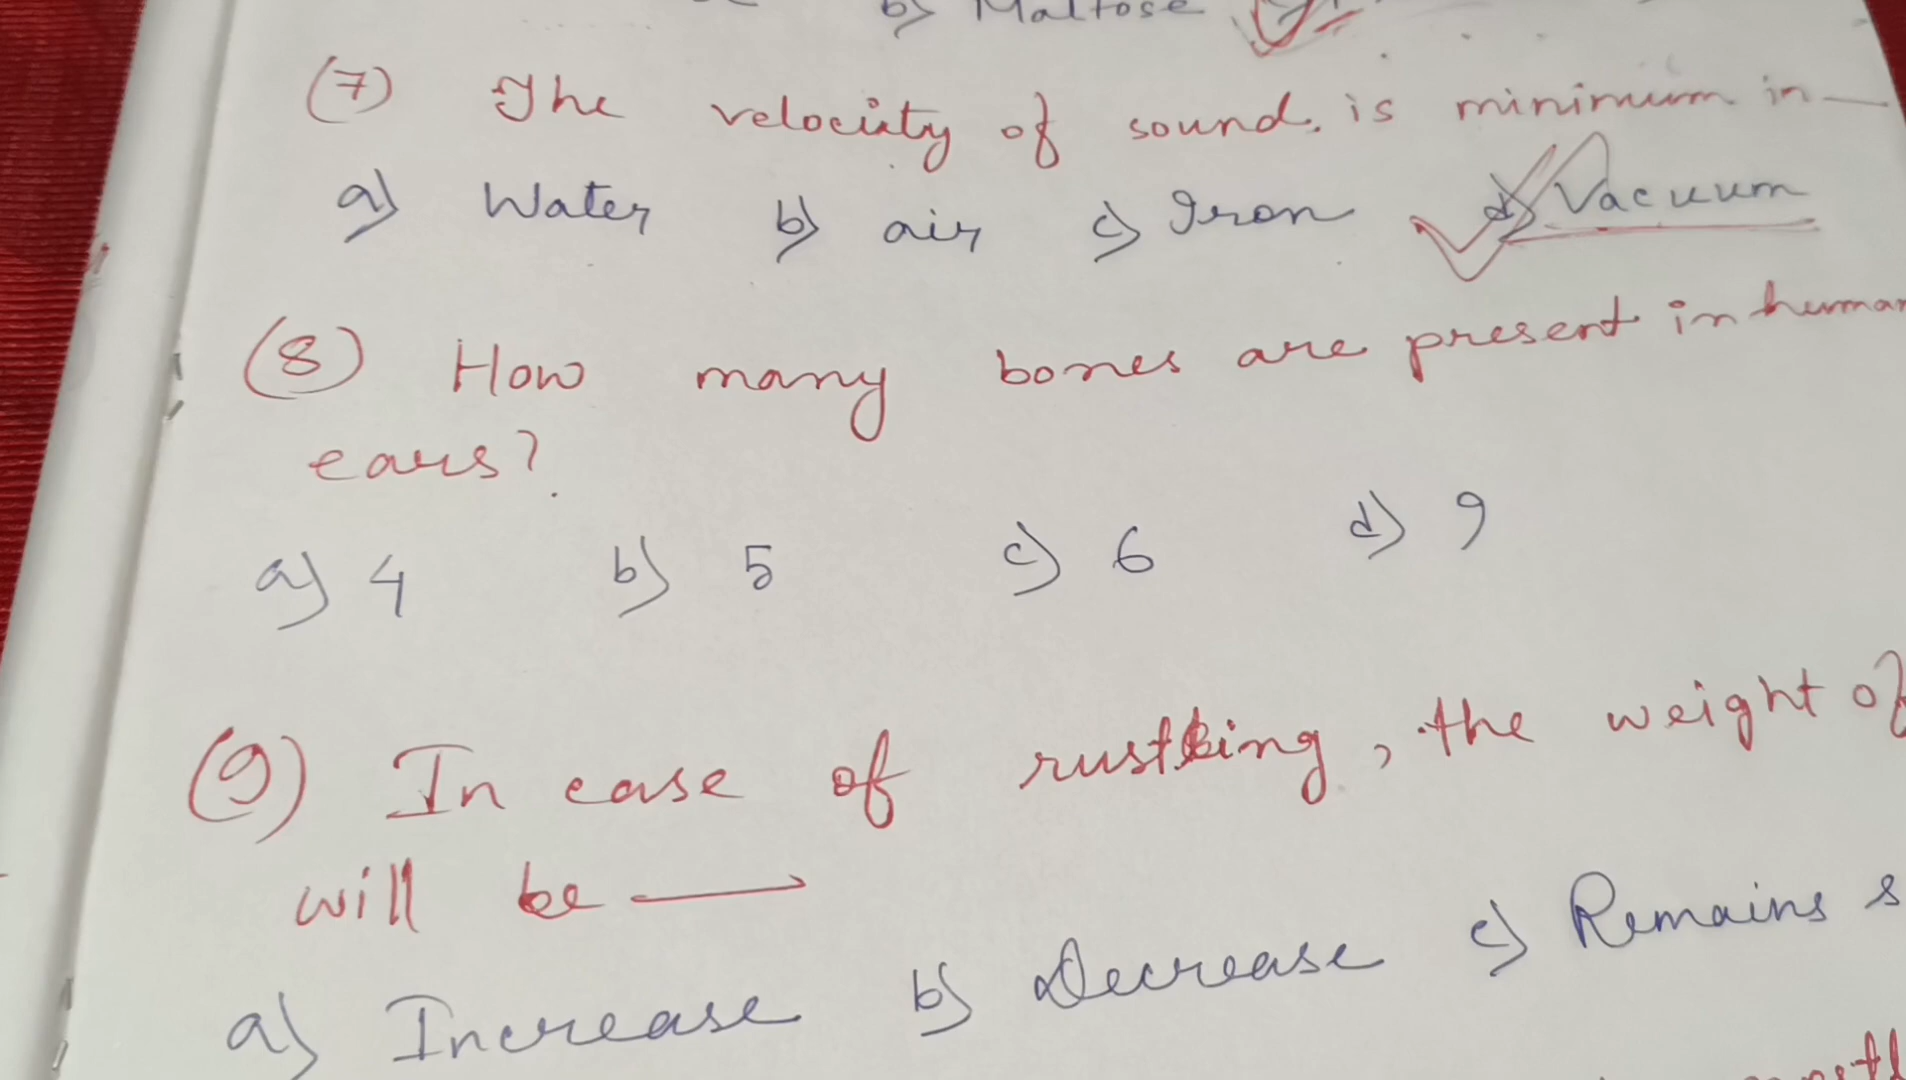 b) Maltose
(7) The velocity of sound. is minimum in —
a) Water b) air c) Iron d) Vacuum
(8) How many bones are present in human
ears?
a) 4 b) 5 c) 6 d) 9
(9) In case of rusting, the weight of
will be —
a) Increase b) Decrease c) Remains s